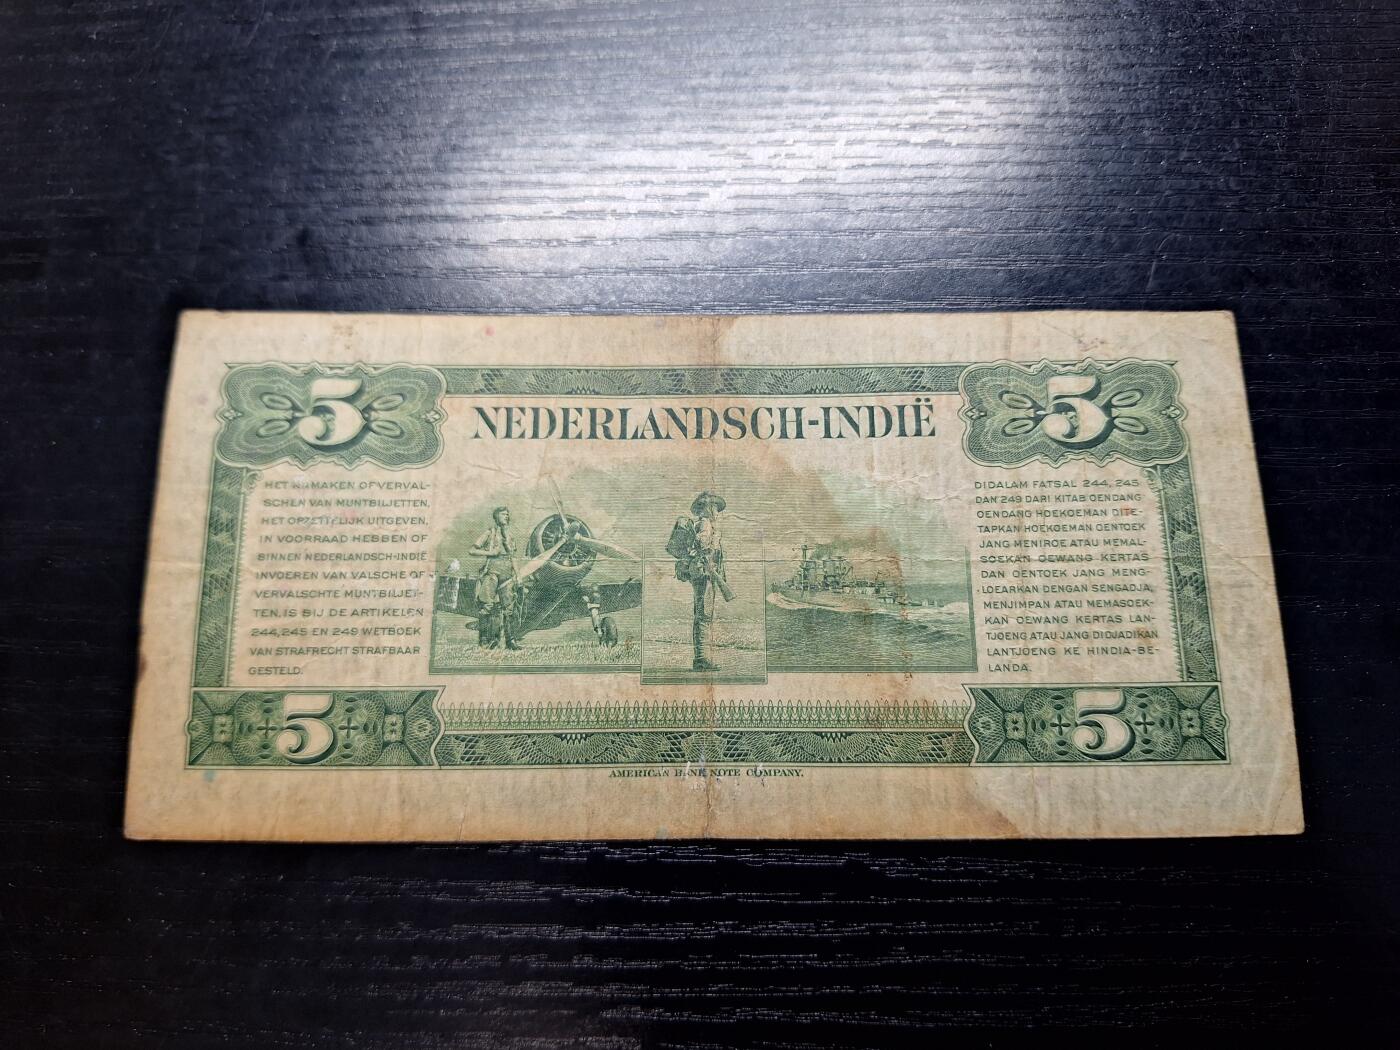 5
5
NEDERLANDSCH-INDIË
HET NAMAKEN OF VERVAL-
SCHEN VAN MUNTBILJETTEN,
HET OPZETTELIJK UITGEVEN,
IN VOORRAAD HEBBEN OF
BINNEN NEDERLANDSCH-INDIË
INVOEREN VAN VALSCHE OF
VERVALSCHTE MUNTBILJET-
TEN, IS BIJ DE ARTIKELEN
244, 245 EN 249 WETBOEK
VAN STRAFRECHT STRAFBAAR
GESTELD.
DIDALAM FATSAL 244, 245
DAN 249 DARI KITAB OENDANG
OENDANG HOEKOEMAN DITE-
TAPKAN HOEKOEMAN OENTOEK
JANG MENIROE ATAU MEMAL-
SOEKAN OEWANG KERTAS
DAN OENTOEK JANG MENG-
LOEARKAN DENGAN SENGADJA,
MENJIMPAN ATAU MEMASOEK-
KAN OEWANG KERTAS LAN-
TJOENG ATAU JANG DIDJADIKAN
LANTJOENG KE HINDIA-BE-
LANDA.
5
5
AMERICAN BANK NOTE COMPANY.